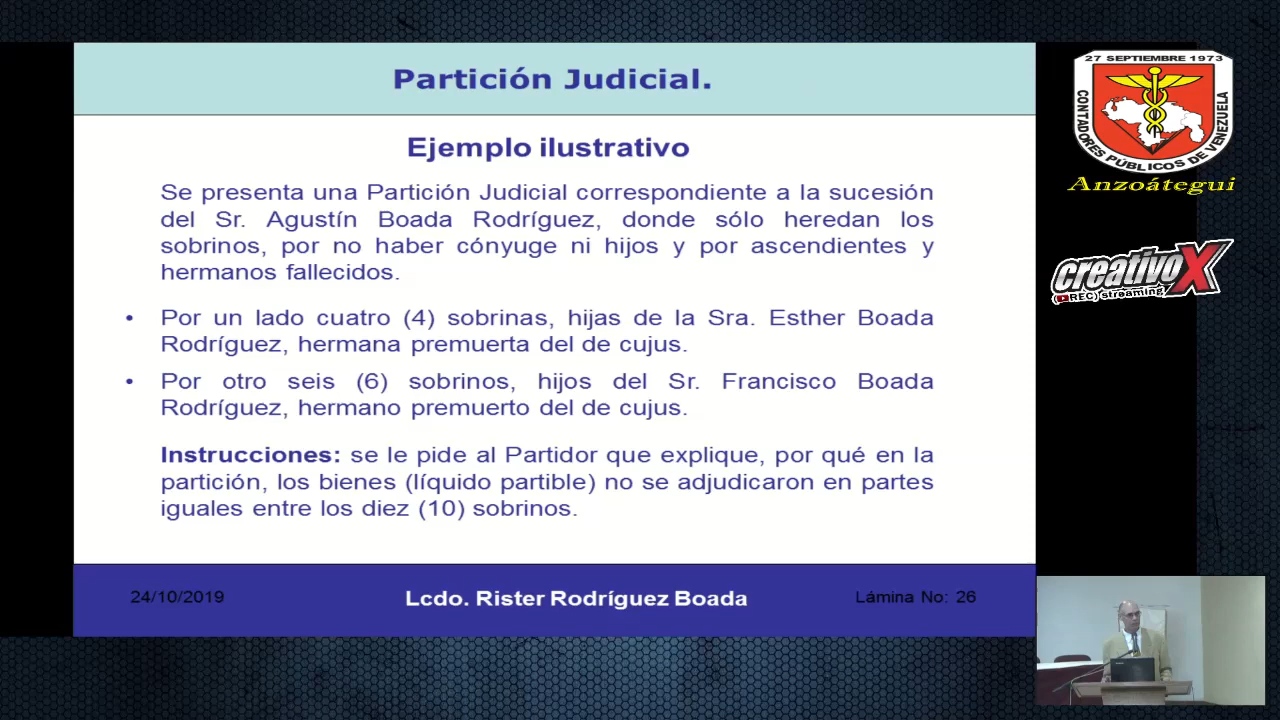 Partición Judicial.
27 SEPTIEMBRE 1973
CONTADORES PÚBLICOS DE VENEZUELA
Anzoátegui
Ejemplo ilustrativo
Se presenta una Partición Judicial correspondiente a la sucesión
del Sr. Agustín Boada Rodríguez, donde sólo heredan los
sobrinos, por no haber cónyuge ni hijos y por ascendientes y
hermanos fallecidos.
creativoX
(REC) streaming
• Por un lado cuatro (4) sobrinas, hijas de la Sra. Esther Boada
Rodríguez, hermana premuerta del de cujus.
• Por otro seis (6) sobrinos, hijos del Sr. Francisco Boada
Rodríguez, hermano premuerto del de cujus.
Instrucciones: se le pide al Partidor que explique, por qué en la
partición, los bienes (líquido partible) no se adjudicaron en partes
iguales entre los diez (10) sobrinos.
24/10/2019
Lcdo. Rister Rodríguez Boada
Lámina No: 26